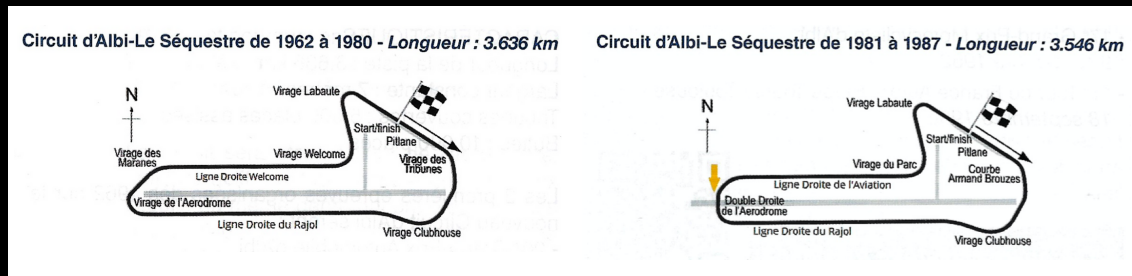 Circuit d'Albi-Le Séquestre de 1962 à 1980 - Longueur : 3.636 km
N
Virage Labaute
Start/finish
Pitlane
Virage des
Tribunes
Virage des
Maranes
Virage Welcome
Ligne Droite Welcome
Virage de l'Aerodrome
Ligne Droite du Rajol
Virage Clubhouse
Circuit d'Albi-Le Séquestre de 1981 à 1987 - Longueur : 3.546 km
N
Virage Labaute
Start/finish
Pitlane
Courbe
Armand Brouzes
Virage du Parc
Ligne Droite de l'Aviation
Double Droite
de l'Aerodrome
Ligne Droite du Rajol
Virage Clubhouse